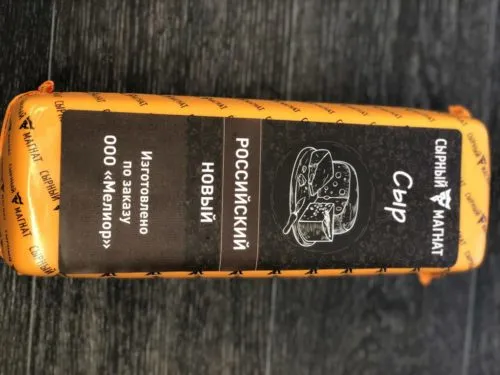 СЫРНЫЙ МАГНАТ
Сыр
РОССИЙСКИЙ
НОВЫЙ
Изготовлено
по заказу
ООО «Мелиор»
СЫРНЫЙ МАГНАТ